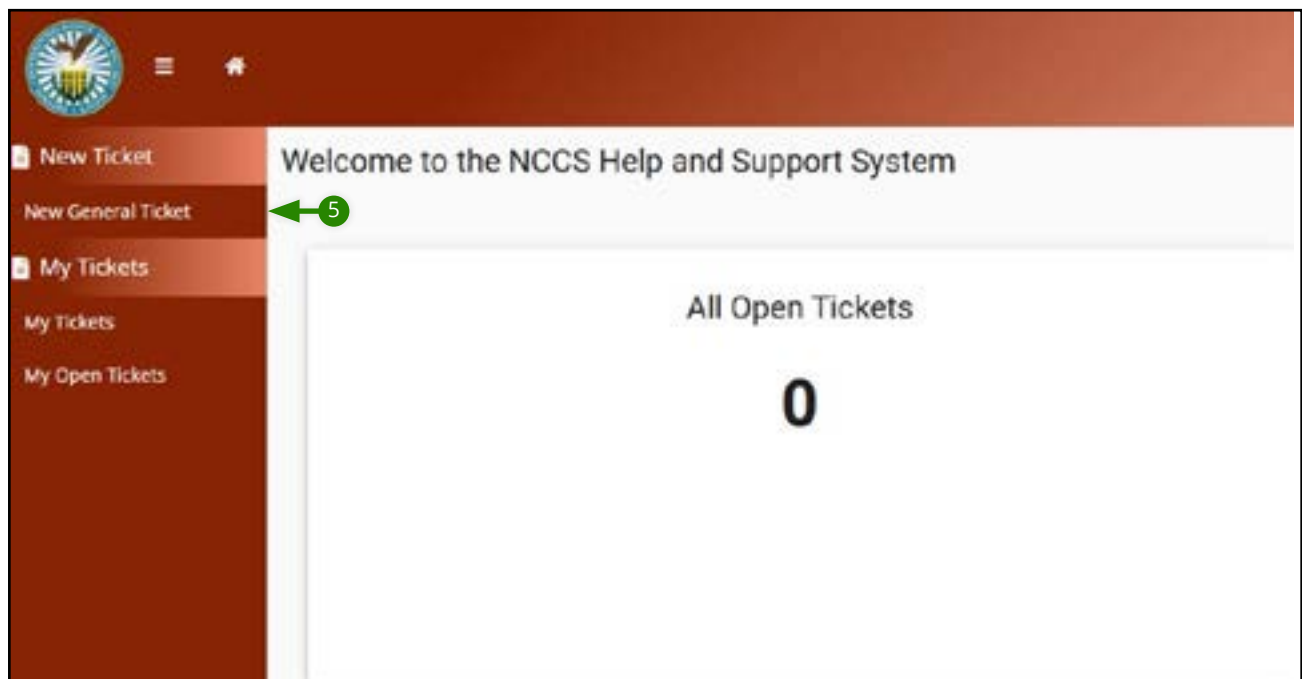 New Ticket
Welcome to the NCCS Help and Support System
New General Ticket
5
My Tickets
All Open Tickets
My Tickets
0
My Open Tickets